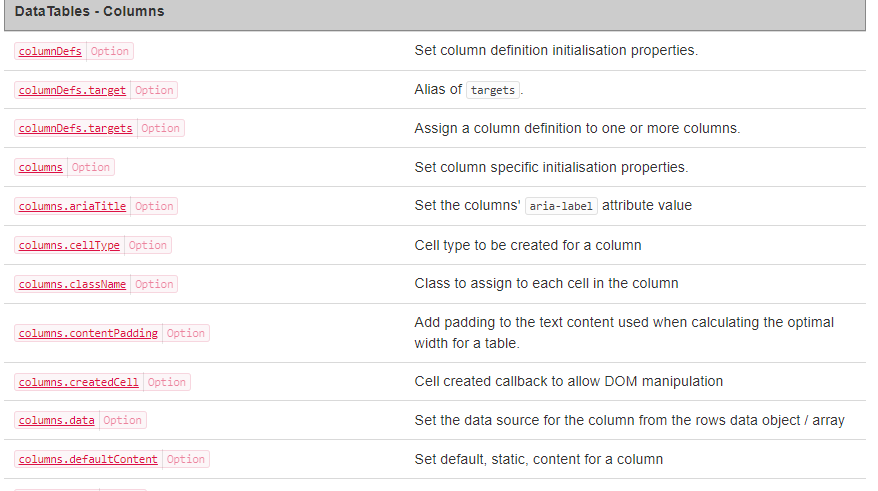 DataTables - Columns
columnDefs Option Set column definition initialisation properties.
columnDefs.target Option Alias of targets.
columnDefs.targets Option Assign a column definition to one or more columns.
columns Option Set column specific initialisation properties.
columns.ariaTitle Option Set the columns' aria-label attribute value
columns.cellType Option Cell type to be created for a column
columns.className Option Class to assign to each cell in the column
columns.contentPadding Option Add padding to the text content used when calculating the optimal
width for a table.
columns.createdCell Option Cell created callback to allow DOM manipulation
columns.data Option Set the data source for the column from the rows data object / array
columns.defaultContent Option Set default, static, content for a column